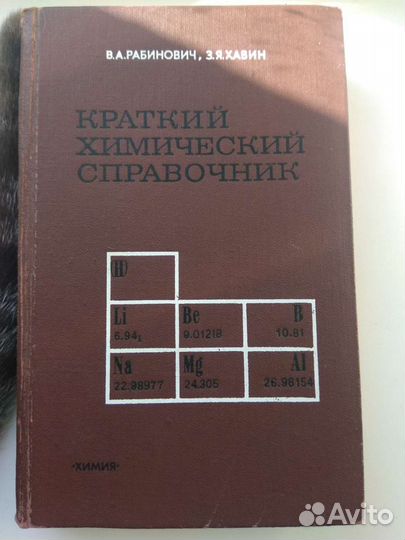 В.А.РАБИНОВИЧ, З.Я.ХАВИН
КРАТКИЙ
ХИМИЧЕСКИЙ
СПРАВОЧНИК
(H)
Li Be B
6.941 9.01218 10.81
Na Mg Al
22.98977 24.305 26.98154
·ХИМИЯ·
Avito